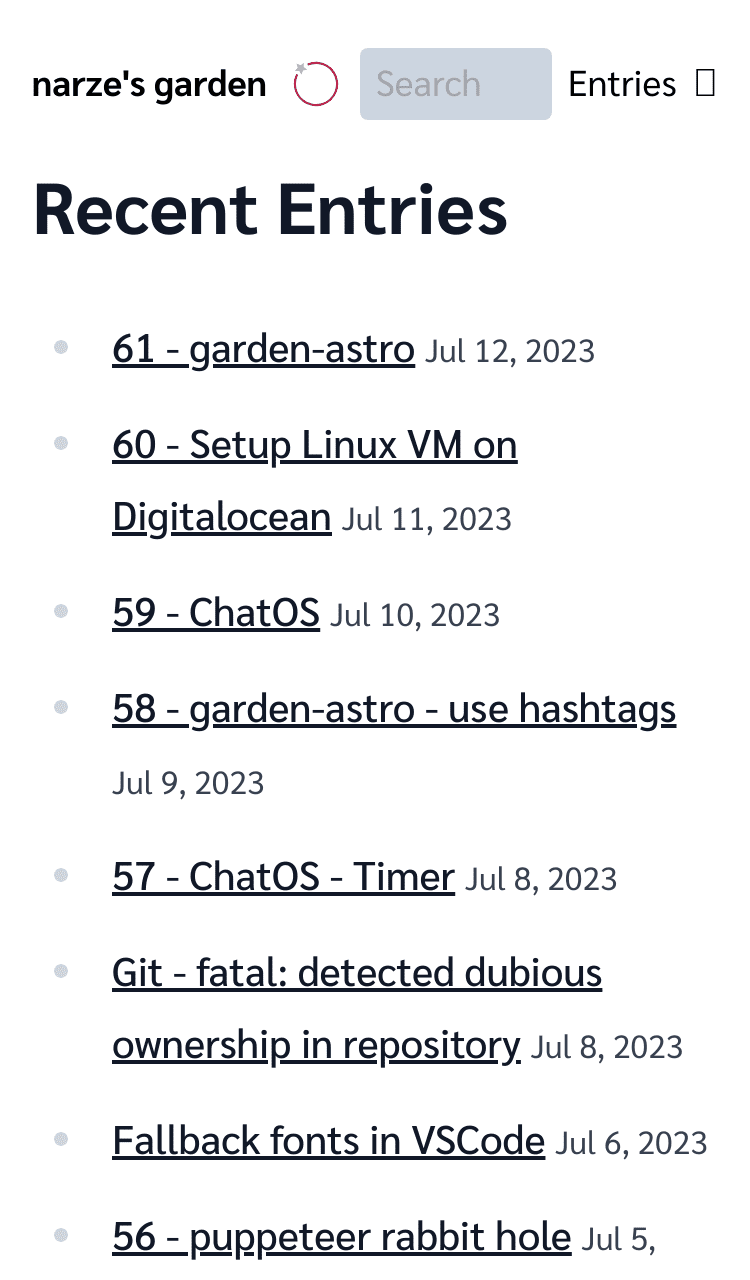 narze's garden Search Entries
Recent Entries
61 - garden-astro Jul 12, 2023
60 - Setup Linux VM on
Digitalocean Jul 11, 2023
59 - ChatOS Jul 10, 2023
58 - garden-astro - use hashtags
Jul 9, 2023
57 - ChatOS - Timer Jul 8, 2023
Git - fatal: detected dubious
ownership in repository Jul 8, 2023
Fallback fonts in VSCode Jul 6, 2023
56 - puppeteer rabbit hole Jul 5,